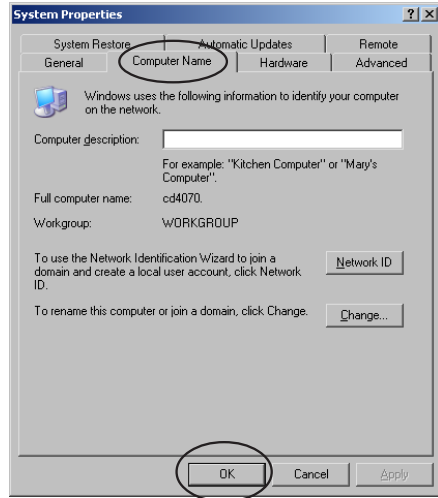 System Properties
System Restore Automatic Updates Remote
General Computer Name Hardware Advanced
Windows uses the following information to identify your computer
on the network.
Computer description:
For example: "Kitchen Computer" or "Mary's
Computer".
Full computer name: cd4070.
Workgroup: WORKGROUP
To use the Network Identification Wizard to join a
domain and create a local user account, click Network
ID.
Network ID
To rename this computer or join a domain, click Change.
Change...
OK Cancel Apply